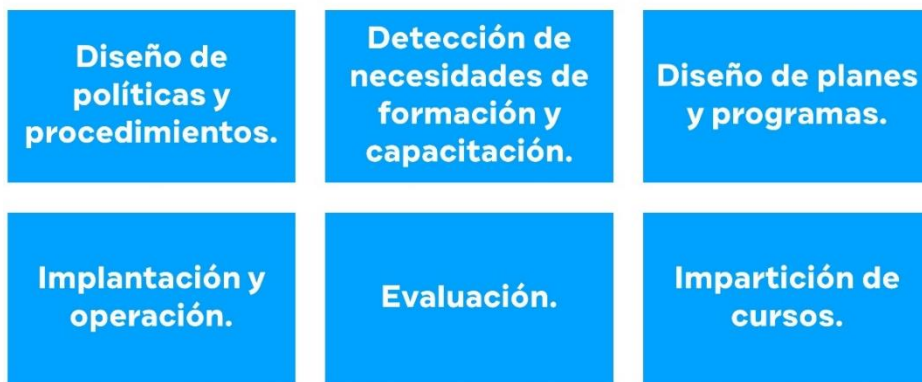 Diseño de
políticas y
procedimientos.
Detección de
necesidades de
formación y
capacitación.
Diseño de planes
y programas.
Implantación y
operación.
Evaluación.
Impartición de
cursos.